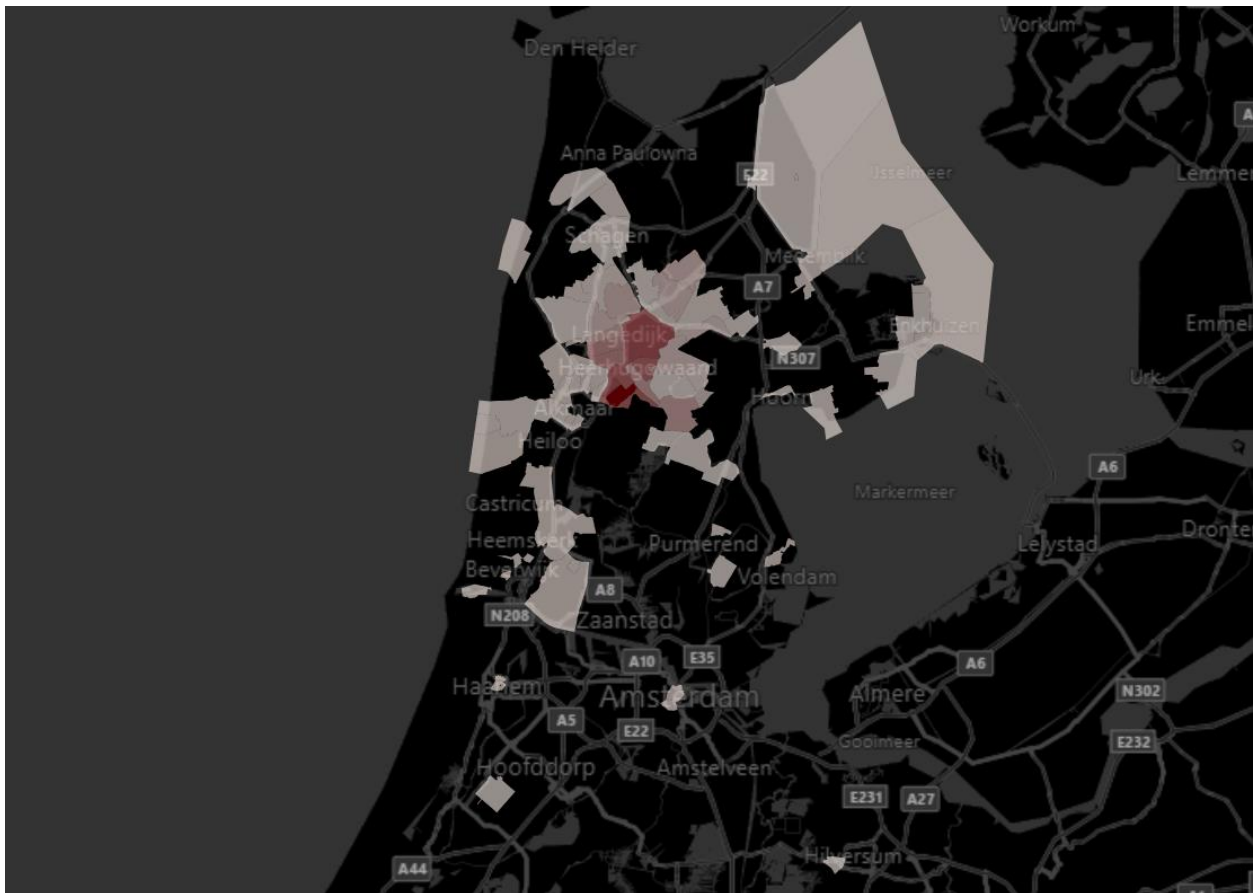 Workum
Den Helder
Anna Paulowna
E22
IJsselmeer
Lemmer
Schagen
Medemblik
A7
Enkhuizen
Langedijk
N307
Heerhugowaard
Urk
Hoorn
Alkmaar
Heiloo
A6
Markermeer
Castricum
Heemskerk
Purmerend
Lelystad
Dronten
Beverwijk
Volendam
A8
N208
Zaanstad
A10
E35
A6
Haarlem
Amsterdam
Almere
N302
A5
E22
Gooimeer
E232
Hoofddorp
Amstelveen
E231
A27
Hilversum
A44